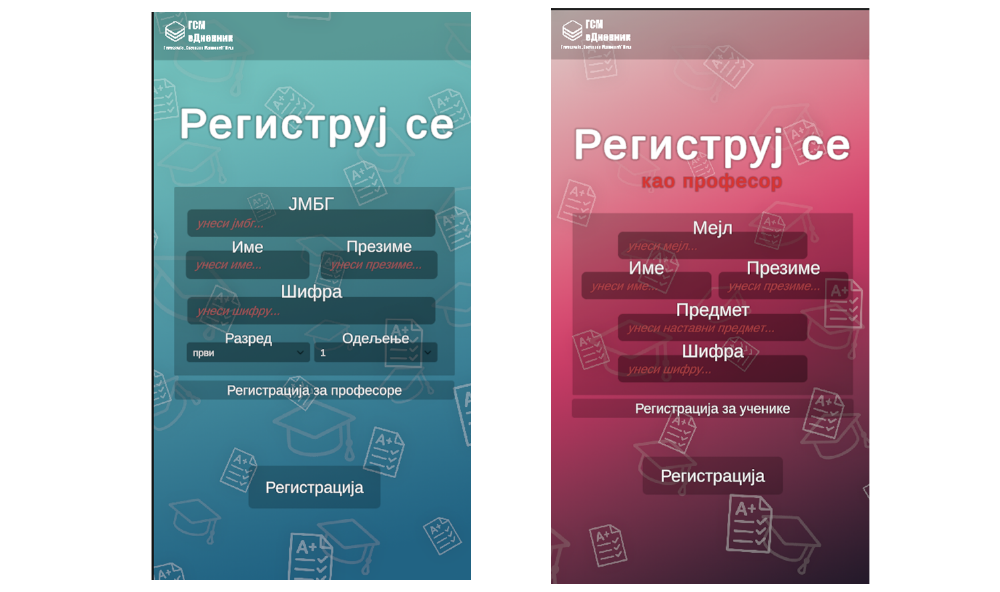 ГСМ
еДневник
Региструј се
ЈМБГ
унеси јмбг...
Име
Презиме
унеси име...
унеси презиме...
Шифра
унеси шифру...
Разред
Одељење
први
1
Регистрација за професоре
Регистрација
A+
A+
A+
A+
A+
A+
A+
ГСМ
еДневник
Региструј се
као професор
Мејл
унеси мејл...
Име
Презиме
унеси име...
унеси презиме...
Предмет
унеси наставни предмет...
Шифра
унеси шифру...
Регистрација за ученике
Регистрација
A+
A+
A+
A+